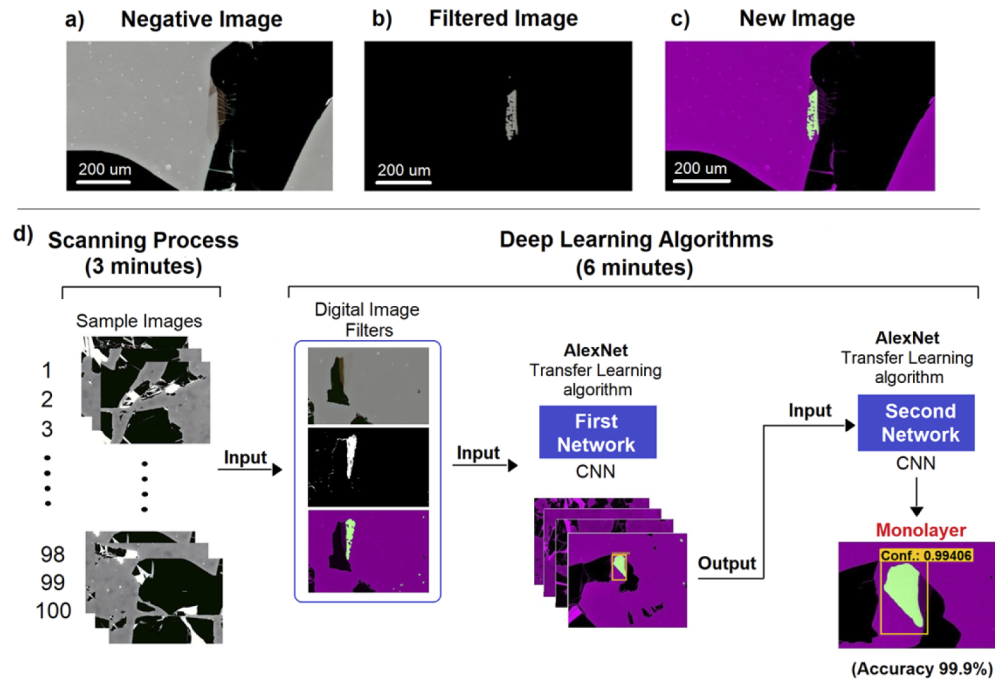 a) Negative Image
b) Filtered Image
c) New Image
200 um
200 um
200 um
d) Scanning Process
(3 minutes)
Deep Learning Algorithms
(6 minutes)
Sample Images
1
2
3
98
99
100
Input
Digital Image
Filters
Input
AlexNet
Transfer Learning
algorithm
First
Network
CNN
Output
Input
AlexNet
Transfer Learning
algorithm
Second
Network
CNN
Monolayer
Conf.: 0.99406
(Accuracy 99.9%)